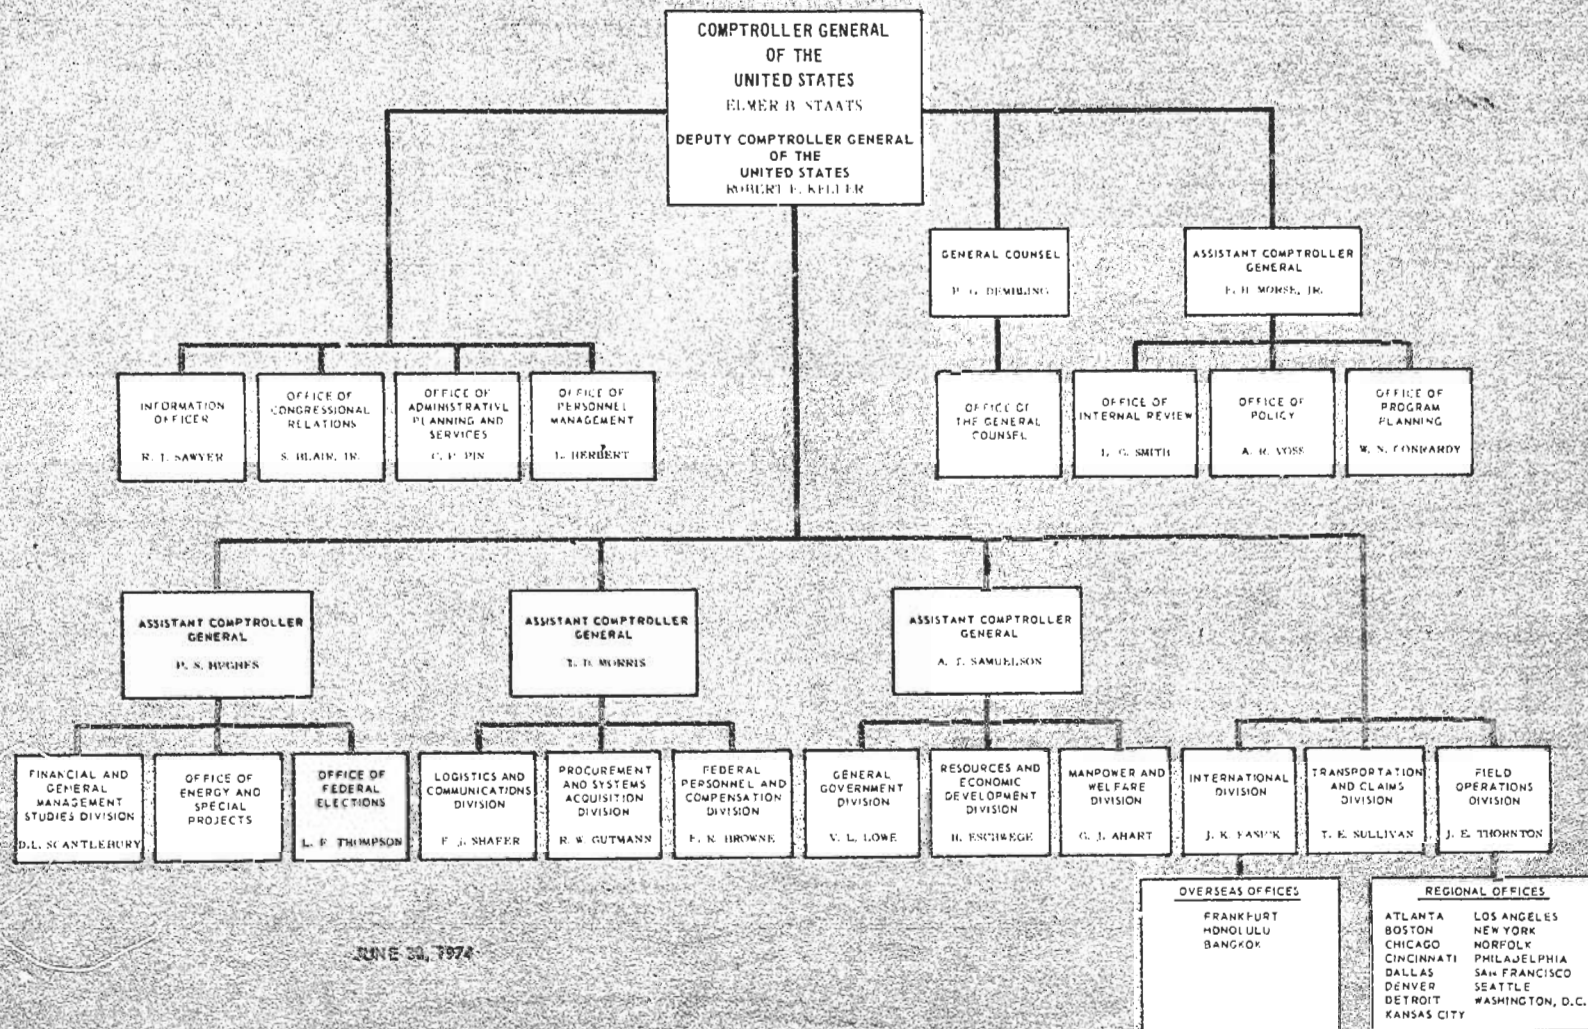 COMPTROLLER GENERAL
OF THE
UNITED STATES
ELMER B. STAATS
DEPUTY COMPTROLLER GENERAL
OF THE
UNITED STATES
ROBERT F. KELLER
GENERAL COUNSEL
P. G. DEMBLING
ASSISTANT COMPTROLLER
GENERAL
E. H. MORSE, JR.
INFORMATION
OFFICER
SAWYER
OFFICE OF
CONGRESSIONAL
RELATIONS
S. BLAIR, JR.
OFFICE OF
ADMINISTRATIVE
PLANNING AND
SERVICES
PIN
OFFICE OF
PERSONNEL
MANAGEMENT
L. HERBERT
OFFICE OF
THE GENERAL
COUNSEL
OFFICE OF
INTERNAL REVIEW
L. G. SMITH
OFFICE OF
POLICY
A. R. VOSS
OFFICE OF
PROGRAM
PLANNING
W. N. CONRARDY
ASSISTANT COMPTROLLER
GENERAL
P. S. HUGHES
ASSISTANT COMPTROLLER
GENERAL
T. D. MORRIS
ASSISTANT COMPTROLLER
GENERAL
A. T. SAMUELSON
FINANCIAL AND
GENERAL
MANAGEMENT
STUDIES DIVISION
D.L. SCANTLEBURY
OFFICE OF
ENERGY AND
SPECIAL
PROJECTS
OFFICE OF
FEDERAL
ELECTIONS
L. F. THOMPSON
LOGISTICS AND
COMMUNICATIONS
DIVISION
F. J. SHAFER
PROCUREMENT
AND SYSTEMS
ACQUISITION
DIVISION
R. W. GUTMANN
FEDERAL
PERSONNEL AND
COMPENSATION
DIVISION
BROWNE
GENERAL
GOVERNMENT
DIVISION
V. L. LOWE
RESOURCES AND
ECONOMIC
DEVELOPMENT
DIVISION
H. ESCHWEGE
MANPOWER AND
WELFARE
DIVISION
G. J. AHART
INTERNATIONAL
DIVISION
J. K. FASICK
TRANSPORTATION
AND CLAIMS
DIVISION
T. E. SULLIVAN
FIELD
OPERATIONS
DIVISION
J. E. THORNTON
OVERSEAS OFFICES
FRANKFURT
HONOLULU
BANGKOK
REGIONAL OFFICES
ATLANTA LOS ANGELES
BOSTON NEW YORK
CHICAGO NORFOLK
CINCINNATI PHILADELPHIA
DALLAS SAN FRANCISCO
DENVER SEATTLE
DETROIT WASHINGTON, D.C.
KANSAS CITY
JUNE 30, 1974